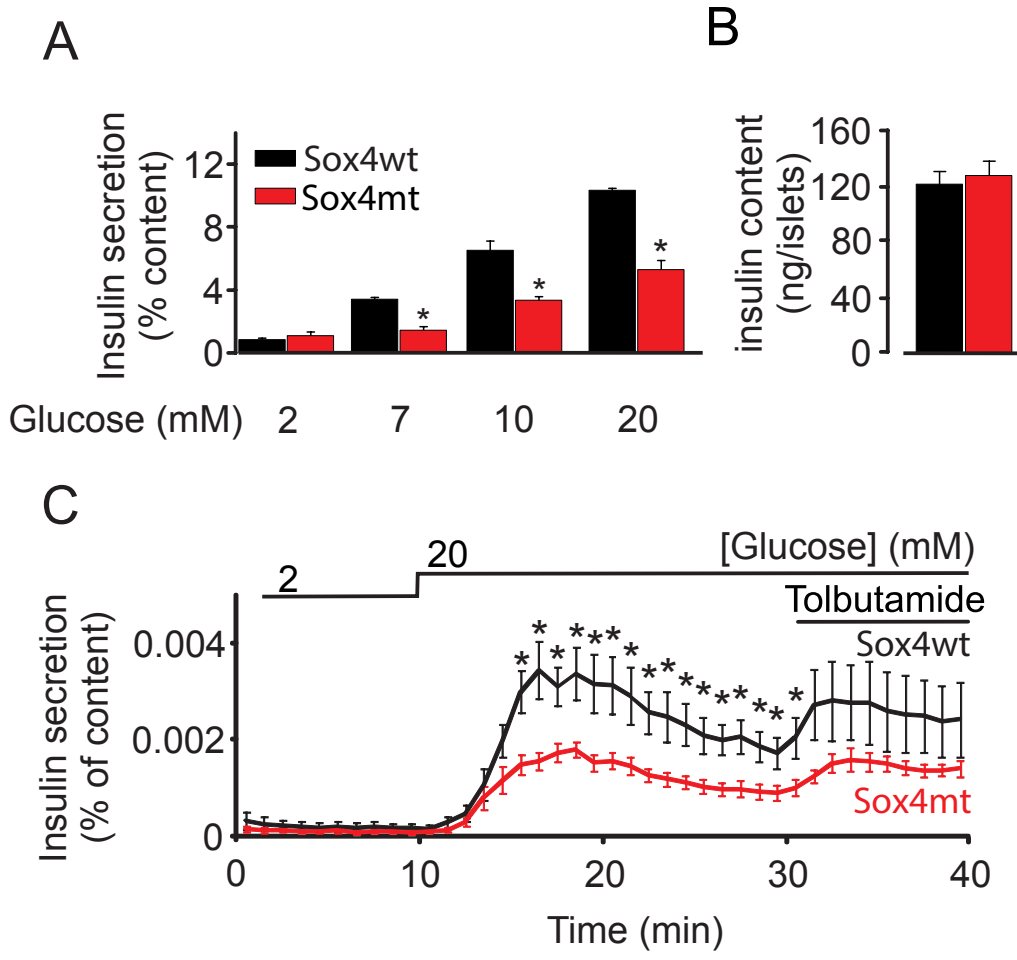 A
Insulin secretion
(% content)
12
8
4
0
Sox4wt
Sox4mt
*
*
*
Glucose (mM)
2
7
10
20
B
insulin content
(ng/islets)
160
120
80
40
0
C
Insulin secretion
(% of content)
0.004
0.002
0
2
20
[Glucose] (mM)
Tolbutamide
Sox4wt
* * * * * * * * * * * * * * * *
Sox4mt
0
10
20
30
40
Time (min)